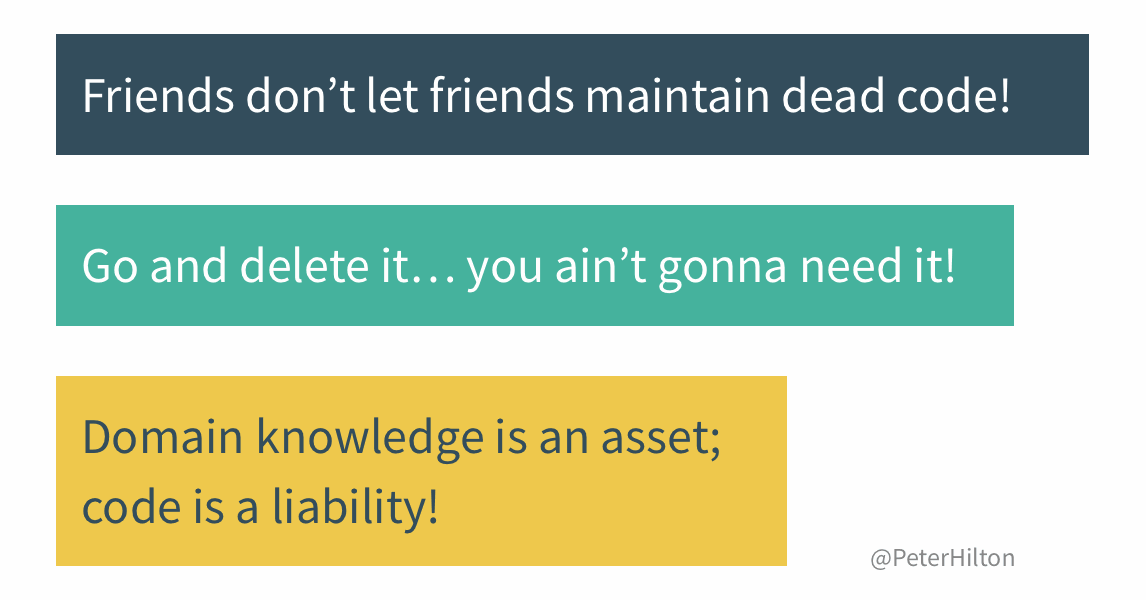 Friends don’t let friends maintain dead code!
Go and delete it… you ain’t gonna need it!
Domain knowledge is an asset;
code is a liability!
@PeterHilton